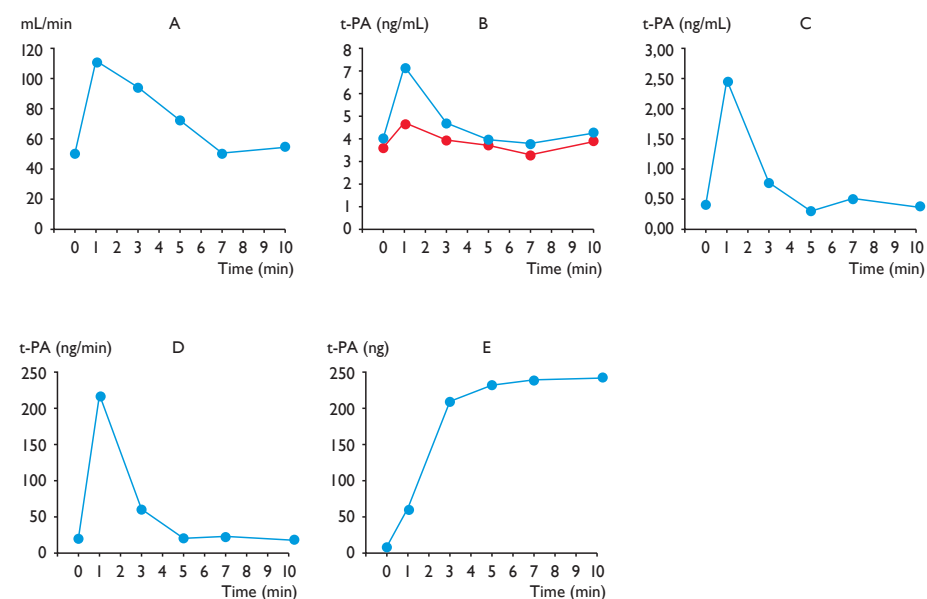 mL/min A
120
100
80
60
40
20
0
0 1 2 3 4 5 6 7 8 9 10
Time (min)
t-PA (ng/mL) B
8
7
6
5
4
3
2
1
0
0 1 2 3 4 5 6 7 8 9 10
Time (min)
t-PA (ng/mL) C
3,00
2,50
2,00
1,50
1,00
0,50
0,00
0 1 2 3 4 5 6 7 8 9 10
Time (min)
t-PA (ng/min) D
250
200
150
100
50
0
0 1 2 3 4 5 6 7 8 9 10
Time (min)
t-PA (ng) E
250
200
150
100
50
0
0 1 2 3 4 5 6 7 8 9 10
Time (min)